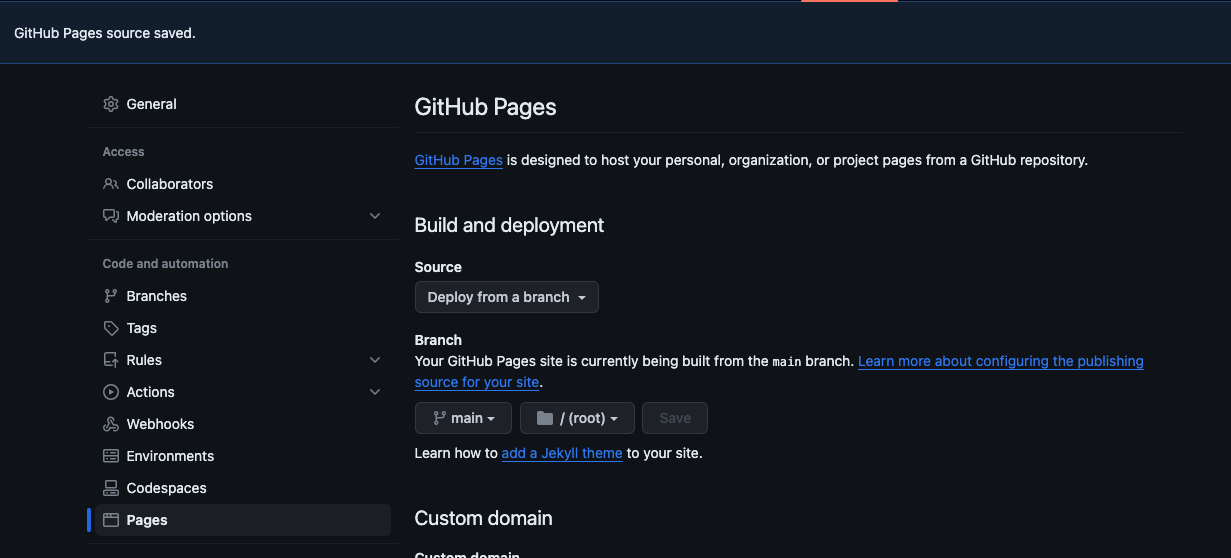 GitHub Pages source saved.
General
Access
Collaborators
Moderation options
Code and automation
Branches
Tags
Rules
Actions
Webhooks
Environments
Codespaces
Pages
GitHub Pages
GitHub Pages is designed to host your personal, organization, or project pages from a GitHub repository.
Build and deployment
Source
Deploy from a branch
Branch
Your GitHub Pages site is currently being built from the main branch. Learn more about configuring the publishing
source for your site.
main
/ (root)
Save
Learn how to add a Jekyll theme to your site.
Custom domain
Custom domain